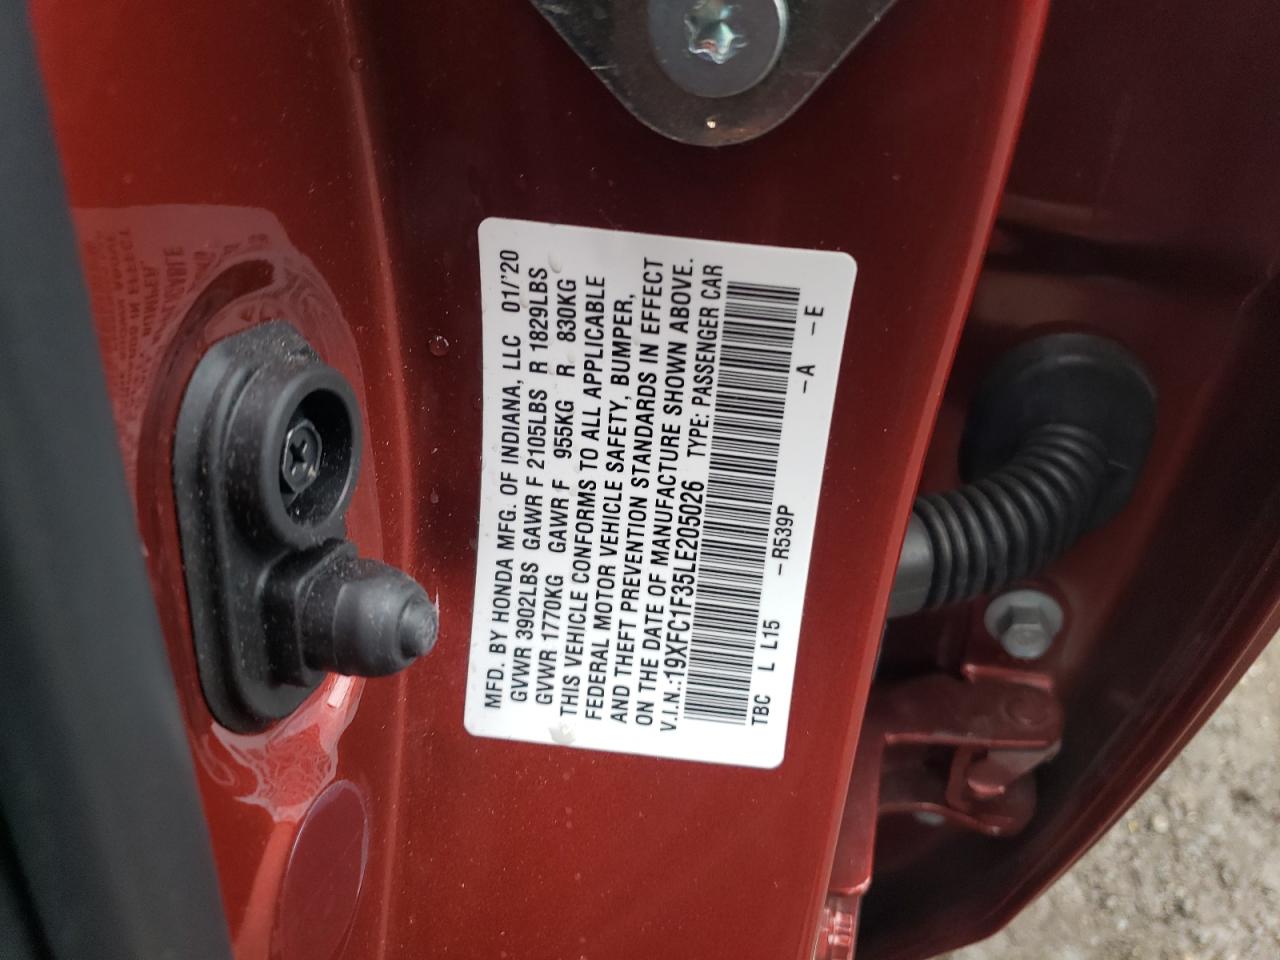 MFD. BY HONDA MFG. OF INDIANA, LLC 01/'20
GVWR 3902LBS GAWR F 2105LBS R 1829LBS
GVWR 1770KG GAWR F 955KG R 830KG
THIS VEHICLE CONFORMS TO ALL APPLICABLE
FEDERAL MOTOR VEHICLE SAFETY, BUMPER,
AND THEFT PREVENTION STANDARDS IN EFFECT
ON THE DATE OF MANUFACTURE SHOWN ABOVE.
V.I.N.:19XFC1F35LE205026 TYPE: PASSENGER CAR
TBC L L15 –R539P –A –E